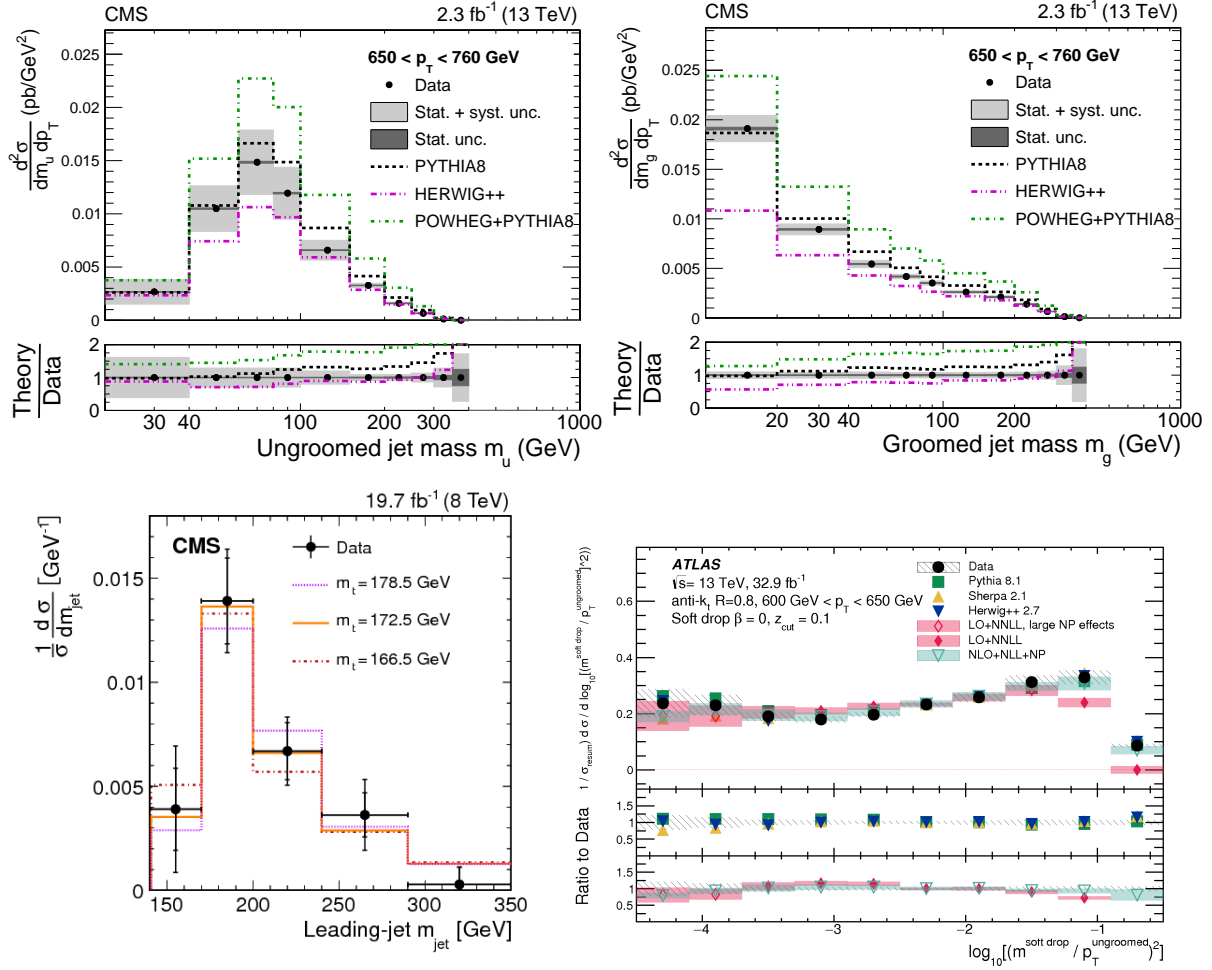 CMS
2.3 fb⁻¹ (13 TeV)
d²σ
dm_u dp_T
(pb/GeV²)
0.025
0.02
0.015
0.01
0.005
0
650 < p_T < 760 GeV
Data
Stat. + syst. unc.
Stat. unc.
PYTHIA8
HERWIG++
POWHEG+PYTHIA8
Theory
Data
2
1
0
30 40 100 200 300 1000
Ungroomed jet mass m_u (GeV)
CMS
2.3 fb⁻¹ (13 TeV)
d²σ
dm_g dp_T
(pb/GeV²)
0.025
0.02
0.015
0.01
0.005
0
650 < p_T < 760 GeV
Data
Stat. + syst. unc.
Stat. unc.
PYTHIA8
HERWIG++
POWHEG+PYTHIA8
Theory
Data
2
1
0
20 30 40 100 200 1000
Groomed jet mass m_g (GeV)
19.7 fb⁻¹ (8 TeV)
CMS
1 dσ
σ dm_jet
[GeV⁻¹]
0.015
0.01
0.005
0
Data
m_t = 178.5 GeV
m_t = 172.5 GeV
m_t = 166.5 GeV
150 200 250 300 350
Leading-jet m_jet [GeV]
ATLAS
√s= 13 TeV, 32.9 fb⁻¹
anti-k_t R=0.8, 600 GeV < p_T < 650 GeV
Soft drop β = 0, z_cut = 0.1
Data
Pythia 8.1
Sherpa 2.1
Herwig++ 2.7
LO+NNLL, large NP effects
LO+NNLL
NLO+NLL+NP
1 / σ_resum) d σ / d log₁₀[(m^soft drop / p_T^ungroomed]^2))
0.6
0.4
0.2
0
Ratio to Data
1.5
1
0.5
1.5
1
0.5
−4 −3 −2 −1
log₁₀[(m^soft drop / p_T^ungroomed)²]